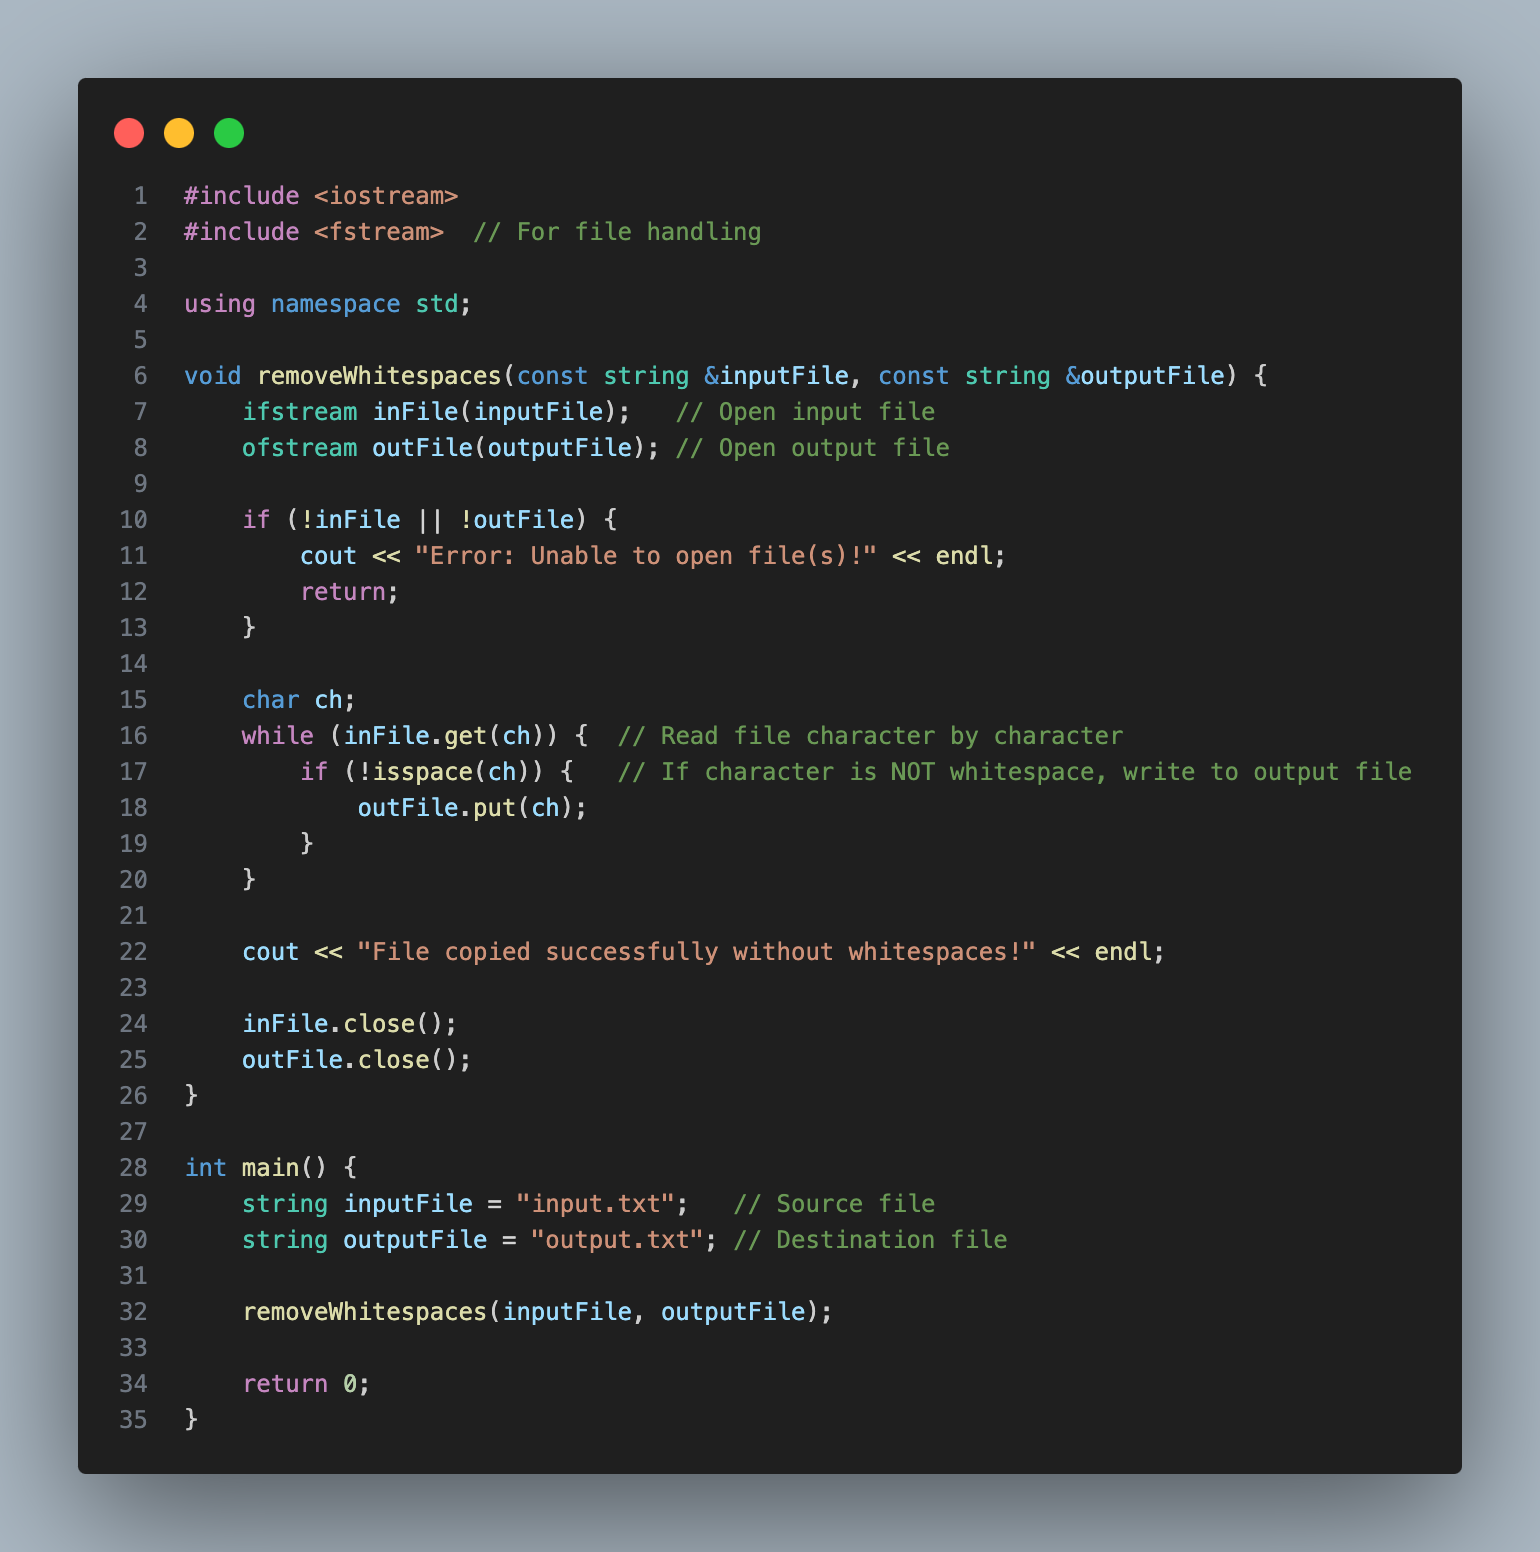 1 #include <iostream>
2 #include <fstream>  // For file handling
3
4 using namespace std;
5
6 void removeWhitespaces(const string &inputFile, const string &outputFile) {
7     ifstream inFile(inputFile);   // Open input file
8     ofstream outFile(outputFile); // Open output file
9
10     if (!inFile || !outFile) {
11         cout << "Error: Unable to open file(s)!" << endl;
12         return;
13     }
14
15     char ch;
16     while (inFile.get(ch)) {  // Read file character by character
17         if (!isspace(ch)) {   // If character is NOT whitespace, write to output file
18             outFile.put(ch);
19         }
20     }
21
22     cout << "File copied successfully without whitespaces!" << endl;
23
24     inFile.close();
25     outFile.close();
26 }
27
28 int main() {
29     string inputFile = "input.txt";   // Source file
30     string outputFile = "output.txt"; // Destination file
31
32     removeWhitespaces(inputFile, outputFile);
33
34     return 0;
35 }